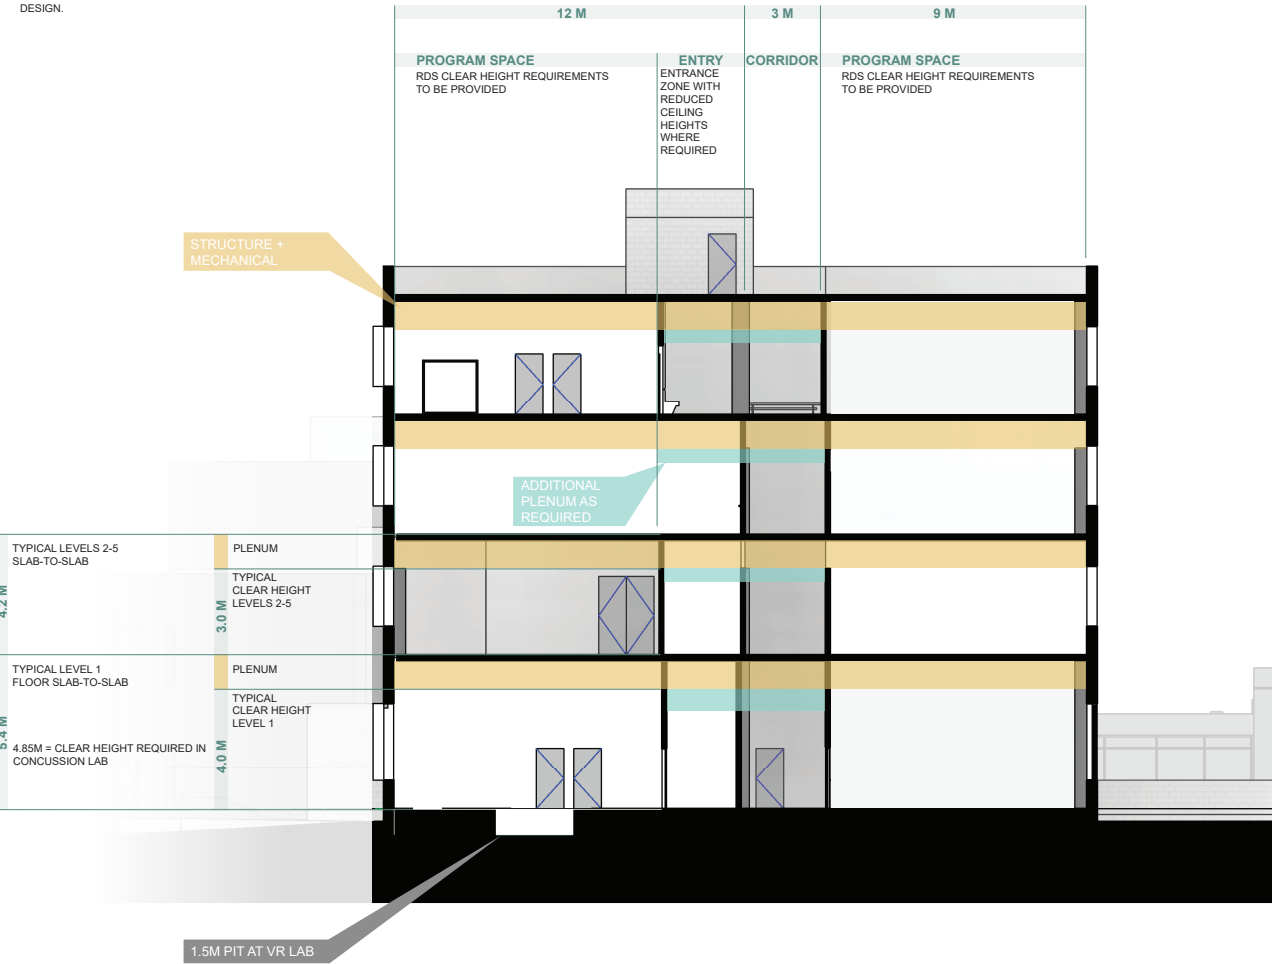 DESIGN.
12 M
3 M
9 M
PROGRAM SPACE
RDS CLEAR HEIGHT REQUIREMENTS
TO BE PROVIDED
ENTRY
ENTRANCE
ZONE WITH
REDUCED
CEILING
HEIGHTS
WHERE
REQUIRED
CORRIDOR
PROGRAM SPACE
RDS CLEAR HEIGHT REQUIREMENTS
TO BE PROVIDED
STRUCTURE +
MECHANICAL
ADDITIONAL
PLENUM AS
REQUIRED
4.2 M
TYPICAL LEVELS 2-5
SLAB-TO-SLAB
PLENUM
3.0 M
TYPICAL
CLEAR HEIGHT
LEVELS 2-5
5.4 M
TYPICAL LEVEL 1
FLOOR SLAB-TO-SLAB
4.85M = CLEAR HEIGHT REQUIRED IN
CONCUSSION LAB
PLENUM
4.0 M
TYPICAL
CLEAR HEIGHT
LEVEL 1
1.5M PIT AT VR LAB